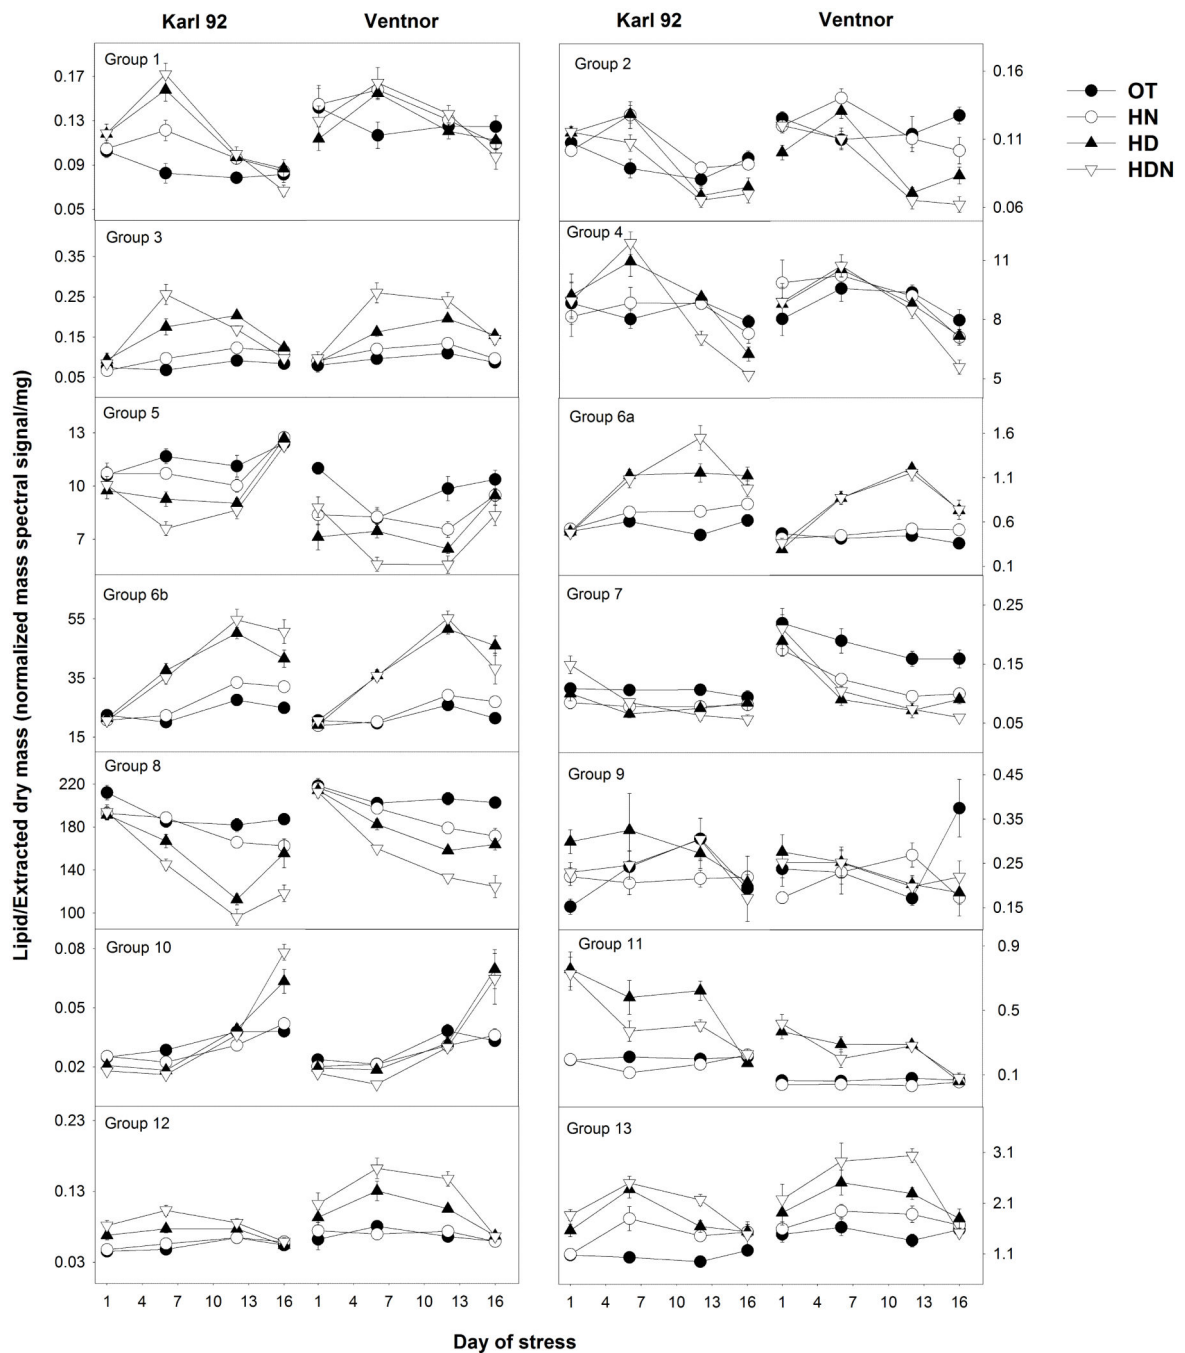 Karl 92 Ventnor Karl 92 Ventnor
OT
HN
HD
HDN
Lipid/Extracted dry mass (normalized mass spectral signal/mg)
Group 1
0.17
0.13
0.09
0.05
Group 2
0.16
0.11
0.06
Group 3
0.35
0.25
0.15
0.05
Group 4
11
8
5
Group 5
13
10
7
Group 6a
1.6
1.1
0.6
0.1
Group 6b
55
35
15
Group 7
0.25
0.15
0.05
Group 8
220
180
140
100
Group 9
0.45
0.35
0.25
0.15
Group 10
0.08
0.05
0.02
Group 11
0.9
0.5
0.1
Group 12
0.23
0.13
0.03
Group 13
3.1
2.1
1.1
1 4 7 10 13 16 1 4 7 10 13 16 1 4 7 10 13 16 1 4 7 10 13 16
Day of stress